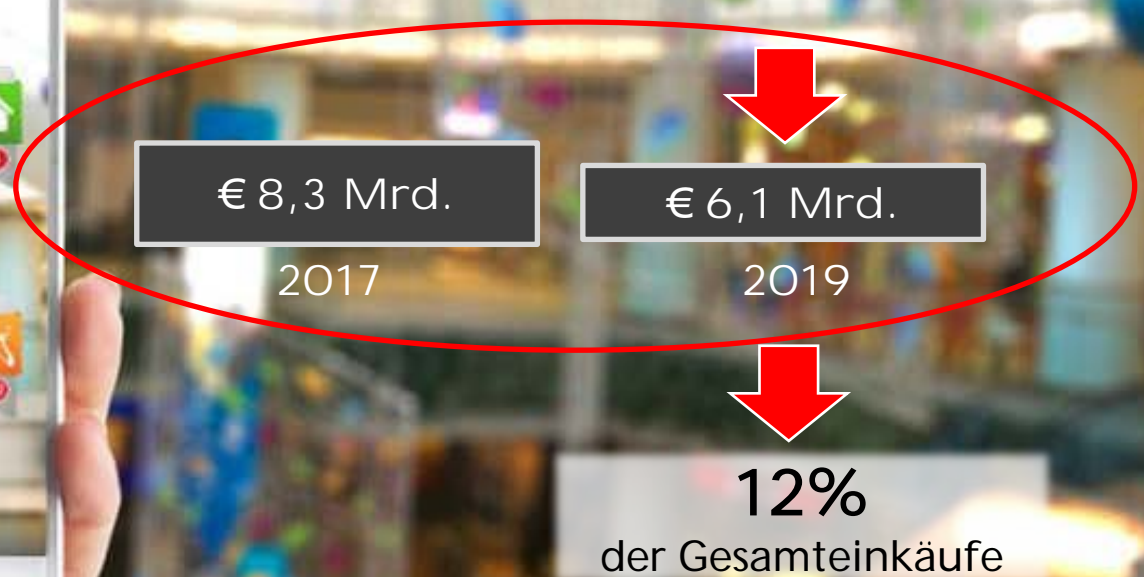 € 8,3 Mrd.
€ 6,1 Mrd.
2017
2019
12%
der Gesamteinkäufe